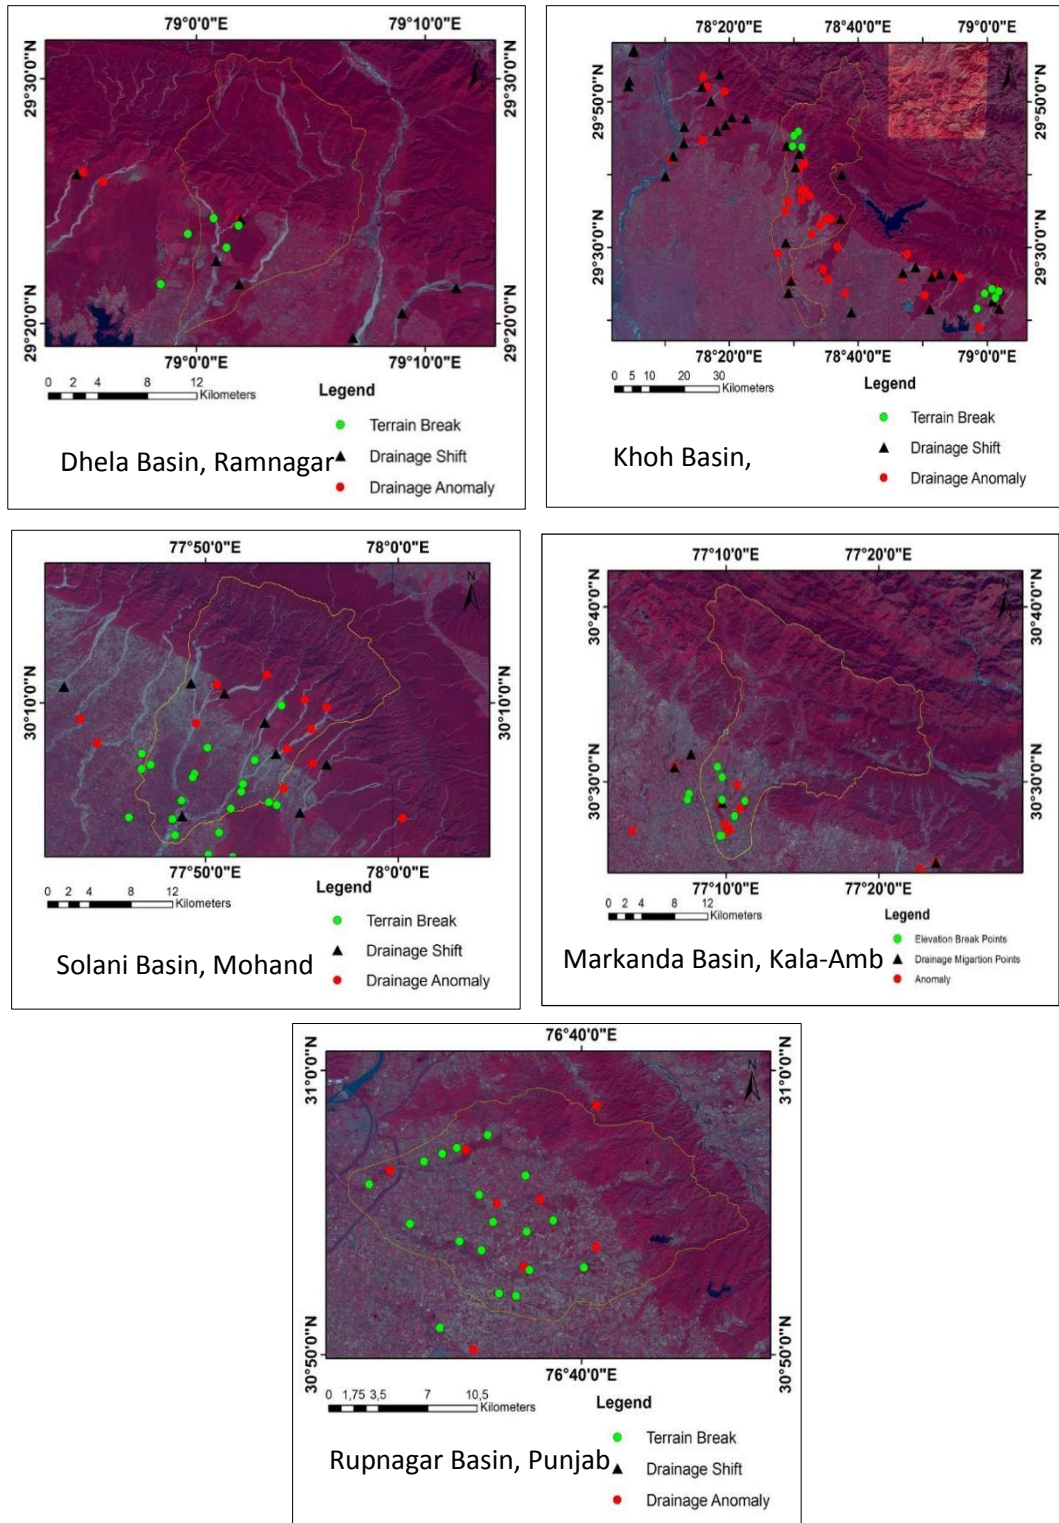 79°0'0"E 79°10'0"E
29°30'0"N 29°30'0"N
29°20'0"N 29°20'0"N
79°0'0"E 79°10'0"E
0 2 4 8 12
Kilometers
Legend
Terrain Break
Drainage Shift
Drainage Anomaly
Dhela Basin, Ramnagar
78°20'0"E 78°40'0"E 79°0'0"E
29°50'0"N 29°50'0"N
29°30'0"N 29°30'0"N
78°20'0"E 78°40'0"E 79°0'0"E
0 5 10 20 30
Kilometers
Legend
Terrain Break
Drainage Shift
Drainage Anomaly
Khoh Basin,
77°50'0"E 78°0'0"E
N
30°10'0"N 30°10'0"N
77°50'0"E 78°0'0"E
0 2 4 8 12
Kilometers
Legend
Terrain Break
Drainage Shift
Drainage Anomaly
Solani Basin, Mohand
77°10'0"E 77°20'0"E
N
30°40'0"N 30°40'0"N
30°30'0"N 30°30'0"N
77°10'0"E 77°20'0"E
0 2 4 8 12
Kilometers
Legend
Elevation Break Points
Drainage Migartion Points
Anomaly
Markanda Basin, Kala-Amb
76°40'0"E
N
31°0'0"N 31°0'0"N
30°50'0"N 30°50'0"N
76°40'0"E
0 1,75 3,5 7 10,5
Kilometers
Legend
Terrain Break
Drainage Shift
Drainage Anomaly
Rupnagar Basin, Punjab